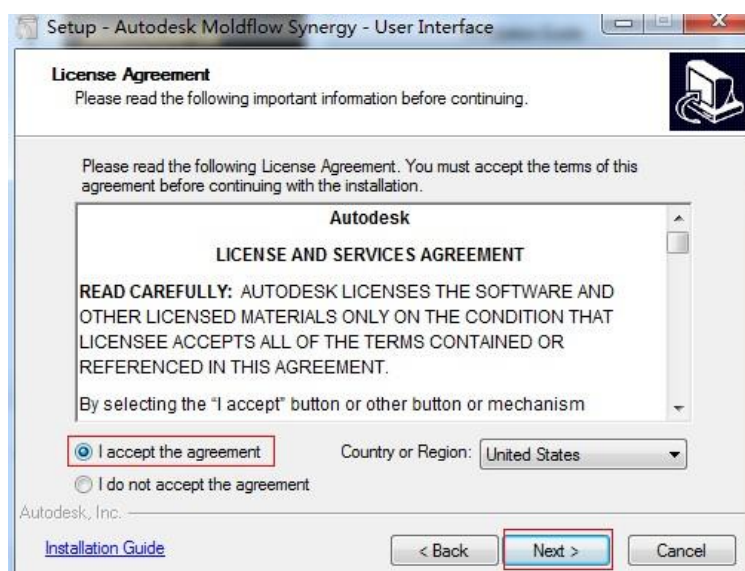 Setup - Autodesk Moldflow Synergy - User Interface
License Agreement
Please read the following important information before continuing.
Please read the following License Agreement. You must accept the terms of this
agreement before continuing with the installation.
Autodesk
LICENSE AND SERVICES AGREEMENT
READ CAREFULLY: AUTODESK LICENSES THE SOFTWARE AND
OTHER LICENSED MATERIALS ONLY ON THE CONDITION THAT
LICENSEE ACCEPTS ALL OF THE TERMS CONTAINED OR
REFERENCED IN THIS AGREEMENT.
By selecting the “I accept” button or other button or mechanism
I accept the agreement
Country or Region: United States
I do not accept the agreement
Autodesk, Inc.
Installation Guide
< Back Next > Cancel